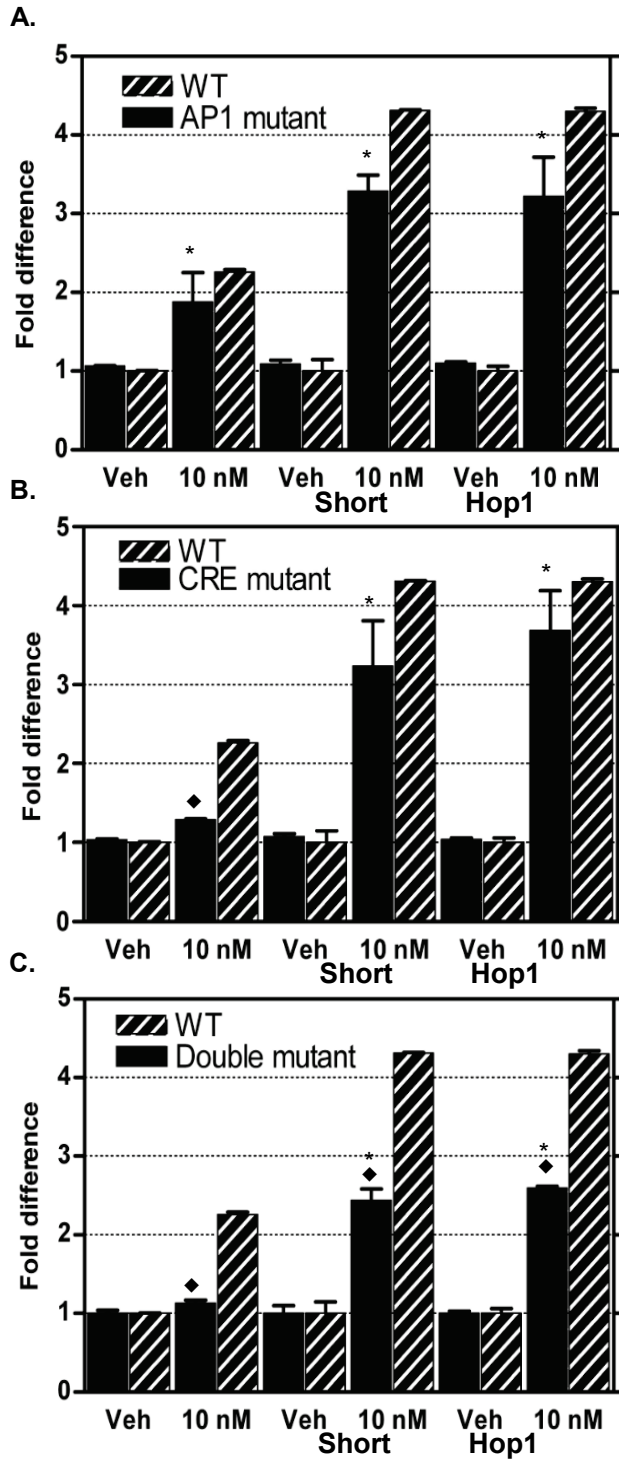 A.
5
4
3
2
1
0
Fold difference
WT
AP1 mutant
*
*
*
Veh 10 nM Veh 10 nM Veh 10 nM
Short Hop1
B.
5
4
3
2
1
0
Fold difference
WT
CRE mutant
◆
*
*
Veh 10 nM Veh 10 nM Veh 10 nM
Short Hop1
C.
5
4
3
2
1
0
Fold difference
WT
Double mutant
◆
*
◆
*
◆
Veh 10 nM Veh 10 nM Veh 10 nM
Short Hop1